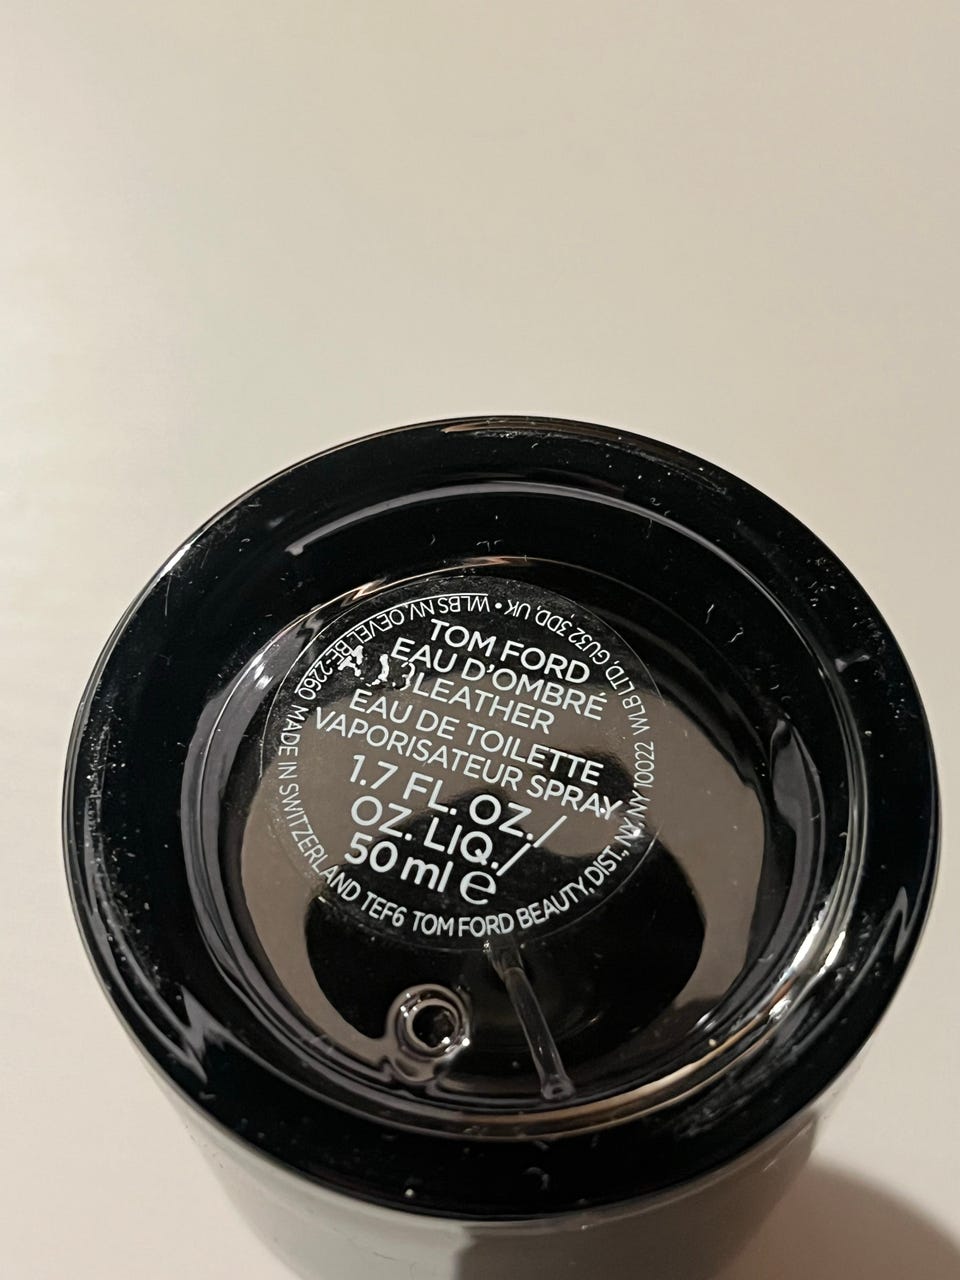 TOM FORD
EAU D'OMBRÉ
LEATHER
EAU DE TOILETTE
VAPORISATEUR SPRAY
1.7 FL. OZ./
OZ. LIQ./
50 ml ℮
TOM FORD BEAUTY, DIST, NY, NY 10022 WLB LTD, GU32 3DD, UK • WLBS NV, OEVEL BE-2260 MADE IN SWITZERLAND TEF6